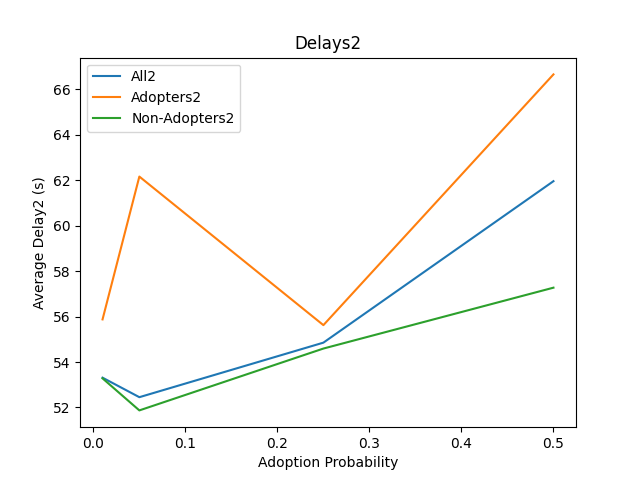 Delays2
All2
Adopters2
Non-Adopters2
Average Delay2 (s)
66
64
62
60
58
56
54
52
0.0 0.1 0.2 0.3 0.4 0.5
Adoption Probability